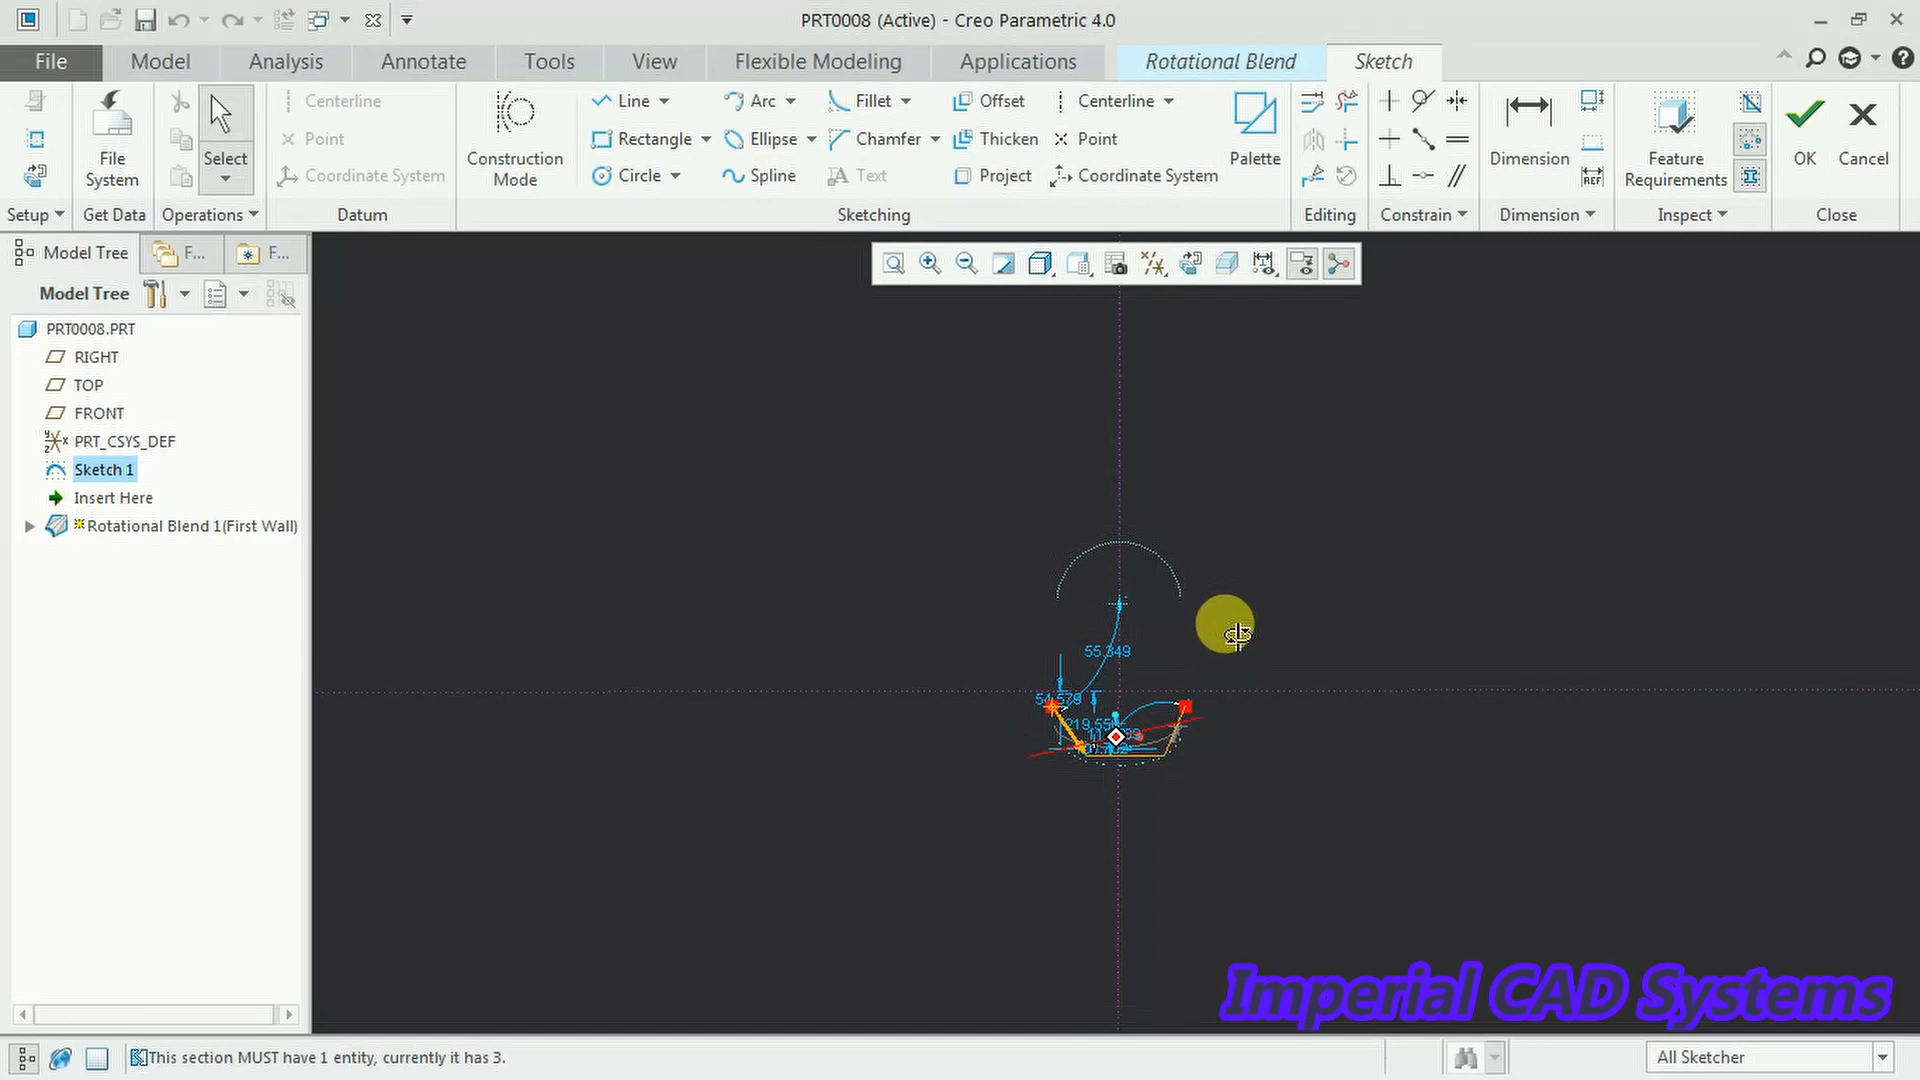 PRT0008 (Active) - Creo Parametric 4.0
File Model Analysis Annotate Tools View Flexible Modeling Applications Rotational Blend Sketch
Centerline Line Arc Fillet Offset Centerline
Point Rectangle Ellipse Chamfer Thicken Point
Coordinate System Circle Spline Text Project Coordinate System
File System
Select
Construction Mode
Palette
Dimension
REF
Feature Requirements
OK Cancel
Setup Get Data Operations Datum Sketching Editing Constrain Dimension Inspect Close
Model Tree F... F...
Model Tree
PRT0008.PRT
RIGHT
TOP
FRONT
PRT_CSYS_DEF
Sketch 1
Insert Here
Rotational Blend 1(First Wall)
55.349
54.579
Imperial CAD Systems
This section MUST have 1 entity, currently it has 3.
All Sketcher